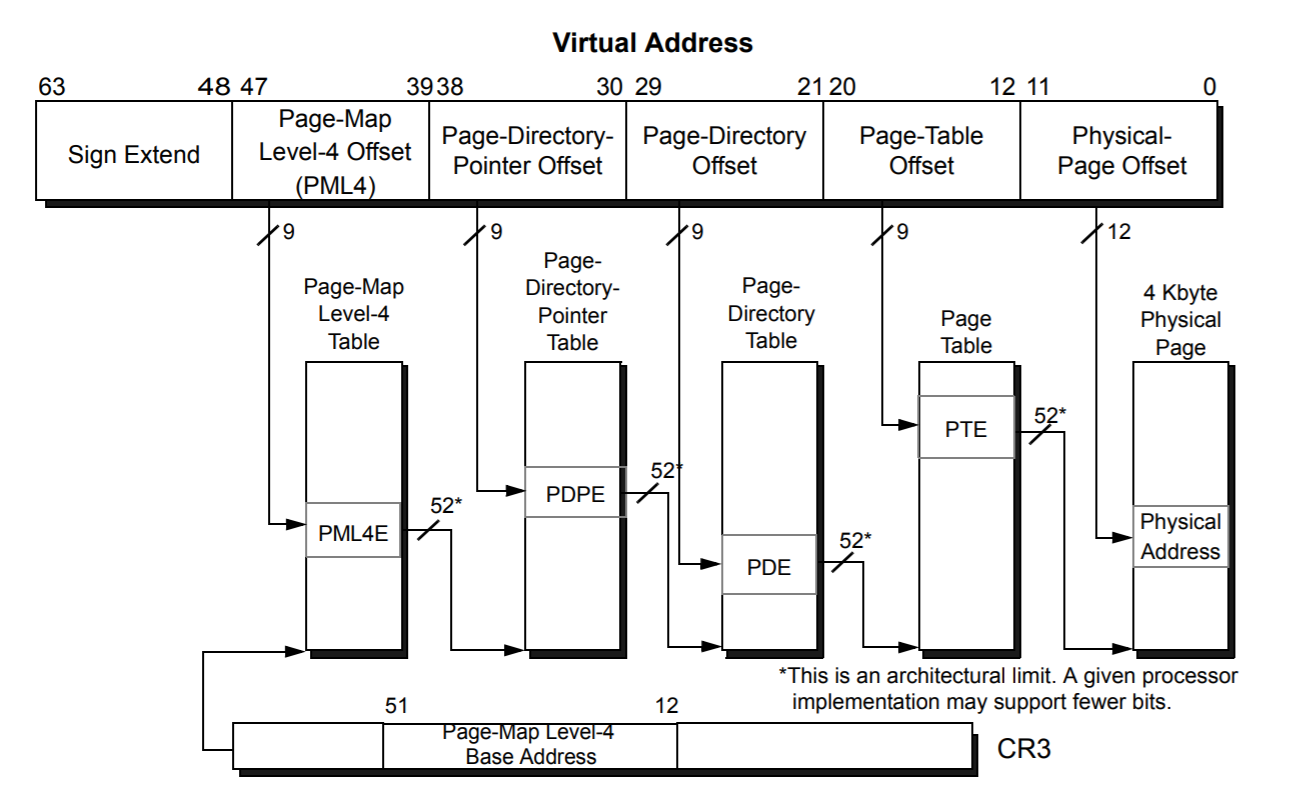 Virtual Address
63 48 47 39 38 30 29 21 20 12 11 0
Sign Extend
Page-Map
Level-4 Offset
(PML4)
Page-Directory-
Pointer Offset
Page-Directory
Offset
Page-Table
Offset
Physical-
Page Offset
9 9 9 9 12
Page-Map
Level-4
Table
Page-
Directory-
Pointer
Table
Page-
Directory
Table
Page
Table
4 Kbyte
Physical
Page
PML4E
52*
PDPE
52*
PDE
52*
PTE
52*
Physical
Address
*This is an architectural limit. A given processor
implementation may support fewer bits.
51 12
Page-Map Level-4
Base Address
CR3